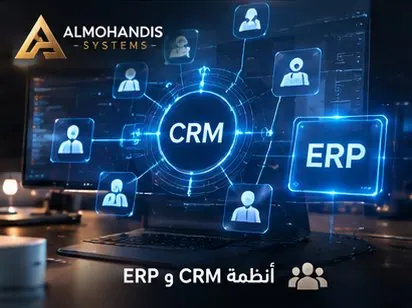 ALMOHANDIS
- SYSTEMS -
CRM
ERP
أنظمة CRM و ERP